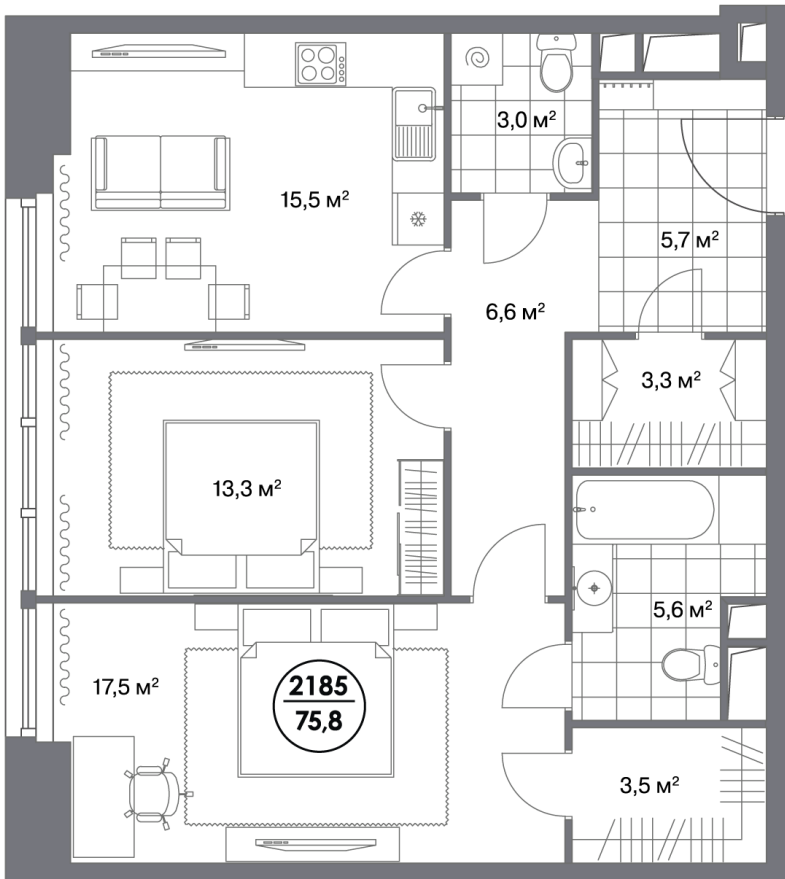 3,0 м²
15,5 м²
5,7 м²
6,6 м²
3,3 м²
13,3 м²
5,6 м²
17,5 м²
2185
75,8
3,5 м²